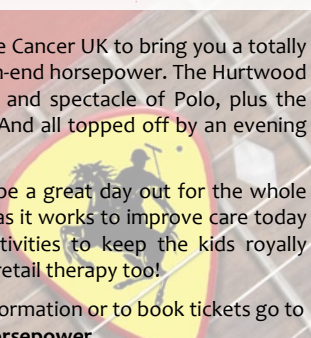 e Cancer UK to bring you a totally
-end horsepower. The Hurtwood
and spectacle of Polo, plus the
And all topped off by an evening
be a great day out for the whole
as it works to improve care today
tivities to keep the kids royally
retail therapy too!
ormation or to book tickets go to
orsepower